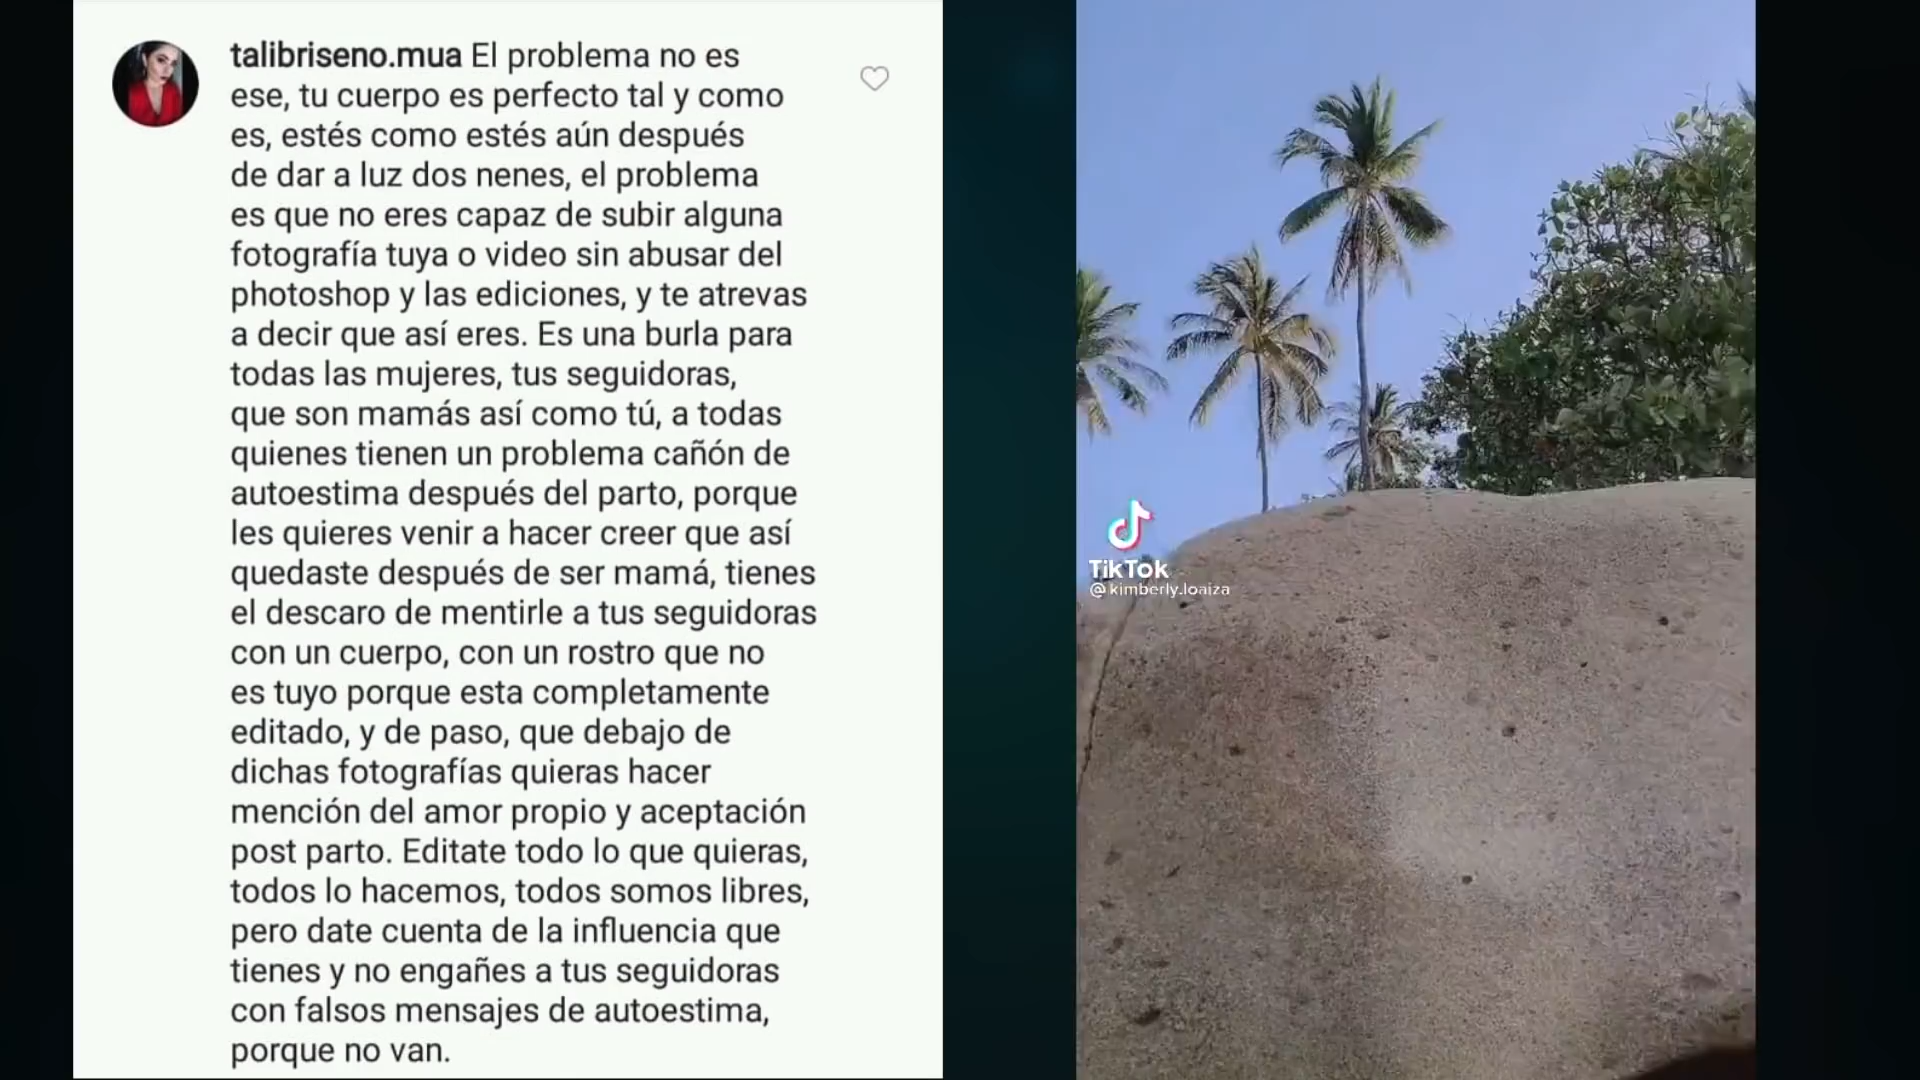 talibriseno.mua El problema no es
ese, tu cuerpo es perfecto tal y como
es, estés como estés aún después
de dar a luz dos nenes, el problema
es que no eres capaz de subir alguna
fotografía tuya o video sin abusar del
photoshop y las ediciones, y te atrevas
a decir que así eres. Es una burla para
todas las mujeres, tus seguidoras,
que son mamás así como tú, a todas
quienes tienen un problema cañón de
autoestima después del parto, porque
les quieres venir a hacer creer que así
quedaste después de ser mamá, tienes
el descaro de mentirle a tus seguidoras
con un cuerpo, con un rostro que no
es tuyo porque esta completamente
editado, y de paso, que debajo de
dichas fotografías quieras hacer
mención del amor propio y aceptación
post parto. Editate todo lo que quieras,
todos lo hacemos, todos somos libres,
pero date cuenta de la influencia que
tienes y no engañes a tus seguidoras
con falsos mensajes de autoestima,
porque no van.
TikTok
@kimberly.loaiza